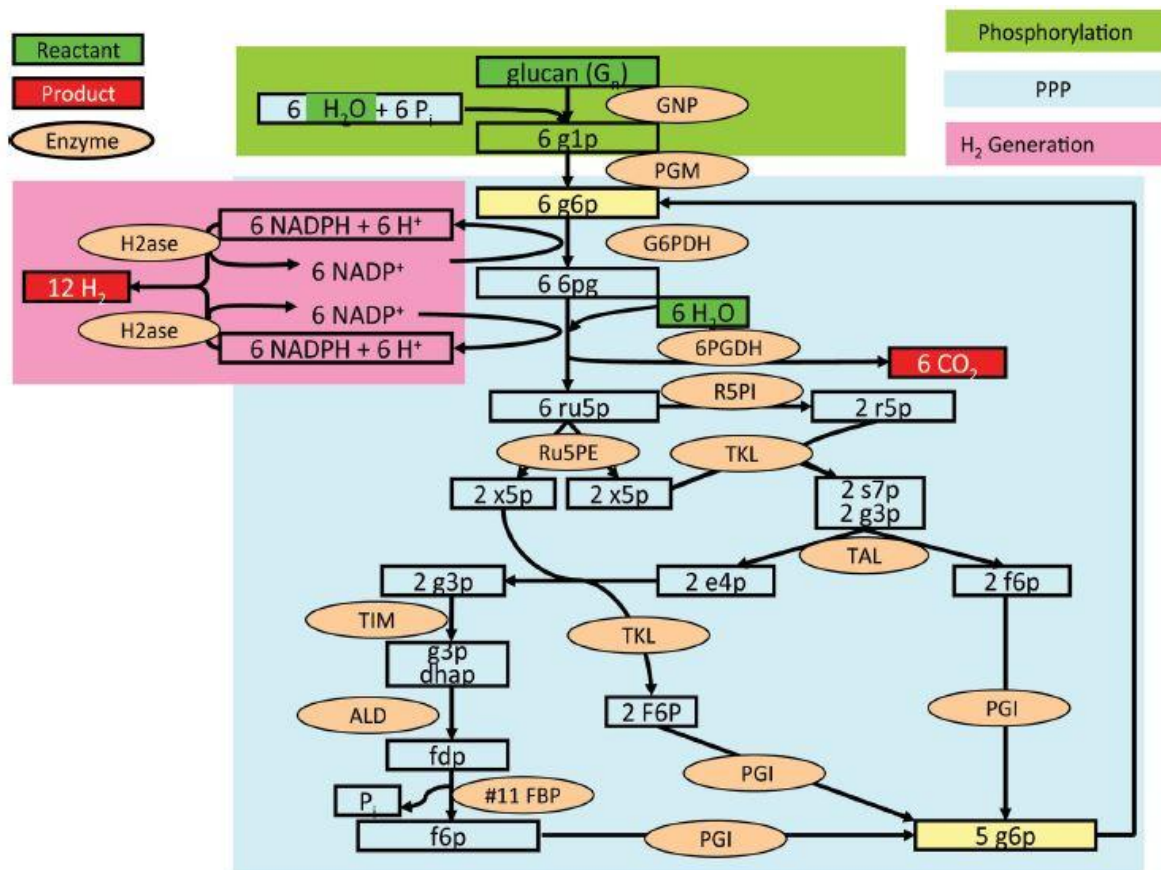 Reactant
Product
Enzyme
Phosphorylation
PPP
H₂ Generation
glucan (Gₙ)
GNP
6 H₂O + 6 Pᵢ
6 g1p
PGM
6 g6p
G6PDH
6 NADPH + 6 H⁺
H2ase
6 NADP⁺
12 H₂
6 NADP⁺
H2ase
6 NADPH + 6 H⁺
6 6pg
6 H₂O
6PGDH
6 CO₂
R5PI
6 ru5p
2 r5p
Ru5PE
TKL
2 x5p
2 x5p
2 s7p
2 g3p
TAL
2 g3p
2 e4p
2 f6p
TIM
TKL
g3p
dhap
ALD
2 F6P
PGI
fdp
PGI
#11 FBP
Pᵢ
f6p
PGI
5 g6p